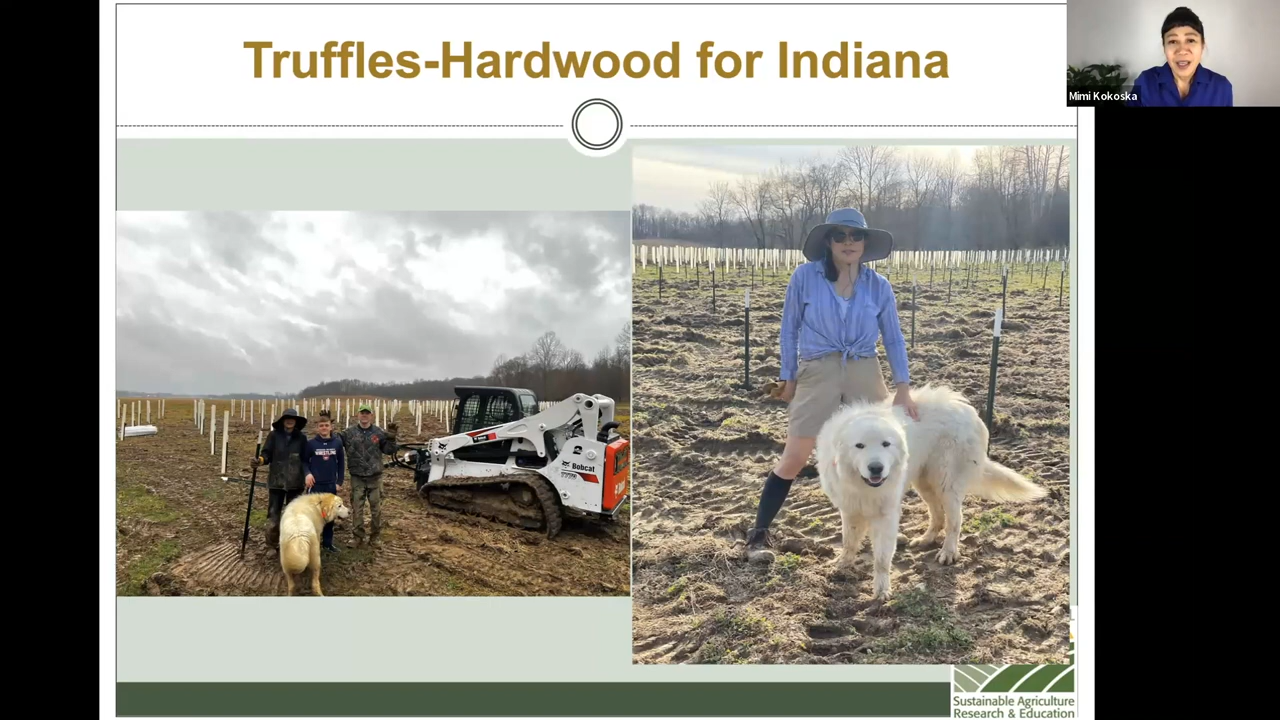 Truffles-Hardwood for Indiana
Mimi Kokoska
WRESTLING
Bobcat
Sustainable Agriculture
Research & Education